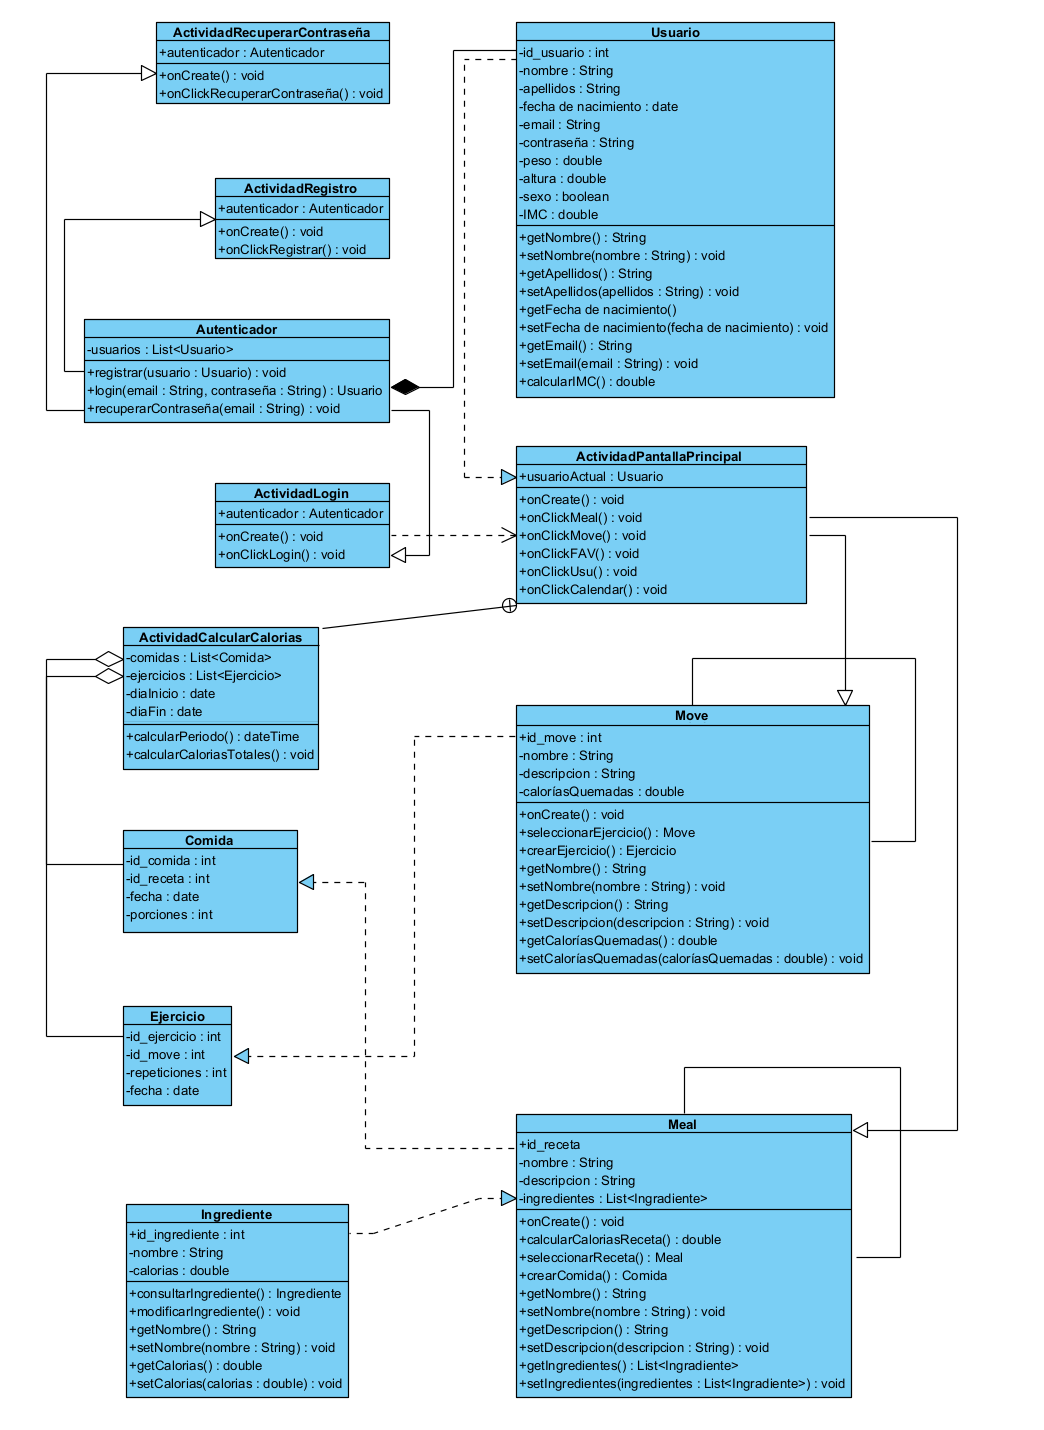 ActividadRecuperarContraseña
+autenticador : Autenticador
+onCreate() : void
+onClickRecuperarContraseña() : void
Usuario
-id_usuario : int
-nombre : String
-apellidos : String
-fecha de nacimiento : date
-email : String
-contraseña : String
-peso : double
-altura : double
-sexo : boolean
-IMC : double
+getNombre() : String
+setNombre(nombre : String) : void
+getApellidos() : String
+setApellidos(apellidos : String) : void
+getFecha de nacimiento()
+setFecha de nacimiento(fecha de nacimiento) : void
+getEmail() : String
+setEmail(email : String) : void
+calcularIMC() : double
ActividadRegistro
+autenticador : Autenticador
+onCreate() : void
+onClickRegistrar() : void
Autenticador
-usuarios : List<Usuario>
+registrar(usuario : Usuario) : void
+login(email : String, contraseña : String) : Usuario
+recuperarContraseña(email : String) : void
ActividadPantallaPrincipal
+usuarioActual : Usuario
+onCreate() : void
+onClickMeal() : void
+onClickMove() : void
+onClickFAV() : void
+onClickUsu() : void
+onClickCalendar() : void
ActividadLogin
+autenticador : Autenticador
+onCreate() : void
+onClickLogin() : void
ActividadCalcularCalorias
-comidas : List<Comida>
-ejercicios : List<Ejercicio>
-diaInicio : date
-diaFin : date
+calcularPeriodo() : dateTime
+calcularCaloriasTotales() : void
Move
+id_move : int
-nombre : String
-descripcion : String
-caloríasQuemadas : double
+onCreate() : void
+seleccionarEjercicio() : Move
+crearEjercicio() : Ejercicio
+getNombre() : String
+setNombre(nombre : String) : void
+getDescripcion() : String
+setDescripcion(descripcion : String) : void
+getCaloríasQuemadas() : double
+setCaloríasQuemadas(caloríasQuemadas : double) : void
Comida
-id_comida : int
-id_receta : int
-fecha : date
-porciones : int
Ejercicio
-id_ejercicio : int
-id_move : int
-repeticiones : int
-fecha : date
Meal
+id_receta
-nombre : String
-descripcion : String
-ingredientes : List<Ingradiente>
+onCreate() : void
+calcularCaloriasReceta() : double
+seleccionarReceta() : Meal
+crearComida() : Comida
+getNombre() : String
+setNombre(nombre : String) : void
+getDescripcion() : String
+setDescripcion(descripcion : String) : void
+getIngredientes() : List<Ingradiente>
+setIngredientes(ingredientes : List<Ingradiente>) : void
Ingrediente
+id_ingrediente : int
-nombre : String
-calorias : double
+consultarIngrediente() : Ingrediente
+modificarIngrediente() : void
+getNombre() : String
+setNombre(nombre : String) : void
+getCalorias() : double
+setCalorias(calorias : double) : void